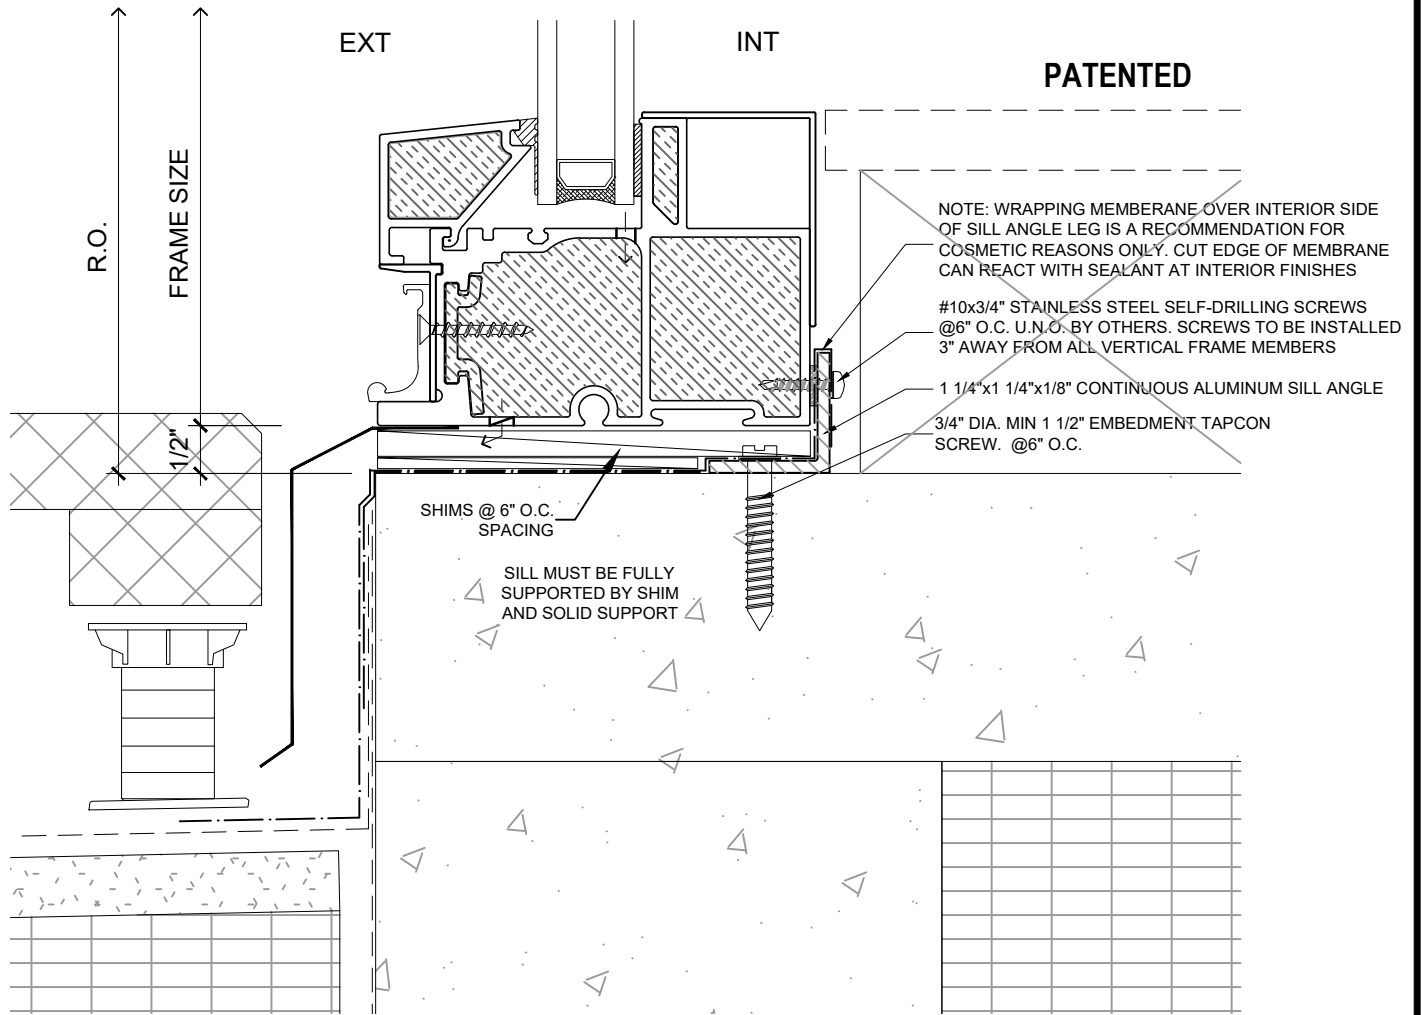 EXT
INT
PATENTED
R.O.
FRAME SIZE
1/2"
NOTE: WRAPPING MEMBERANE OVER INTERIOR SIDE
OF SILL ANGLE LEG IS A RECOMMENDATION FOR
COSMETIC REASONS ONLY. CUT EDGE OF MEMBRANE
CAN REACT WITH SEALANT AT INTERIOR FINISHES
#10x3/4" STAINLESS STEEL SELF-DRILLING SCREWS
@6" O.C. U.N.O. BY OTHERS. SCREWS TO BE INSTALLED
3" AWAY FROM ALL VERTICAL FRAME MEMBERS
1 1/4"x1 1/4"x1/8" CONTINUOUS ALUMINUM SILL ANGLE
3/4" DIA. MIN 1 1/2" EMBEDMENT TAPCON
SCREW. @6" O.C.
SHIMS @ 6" O.C.
SPACING
SILL MUST BE FULLY
SUPPORTED BY SHIM
AND SOLID SUPPORT